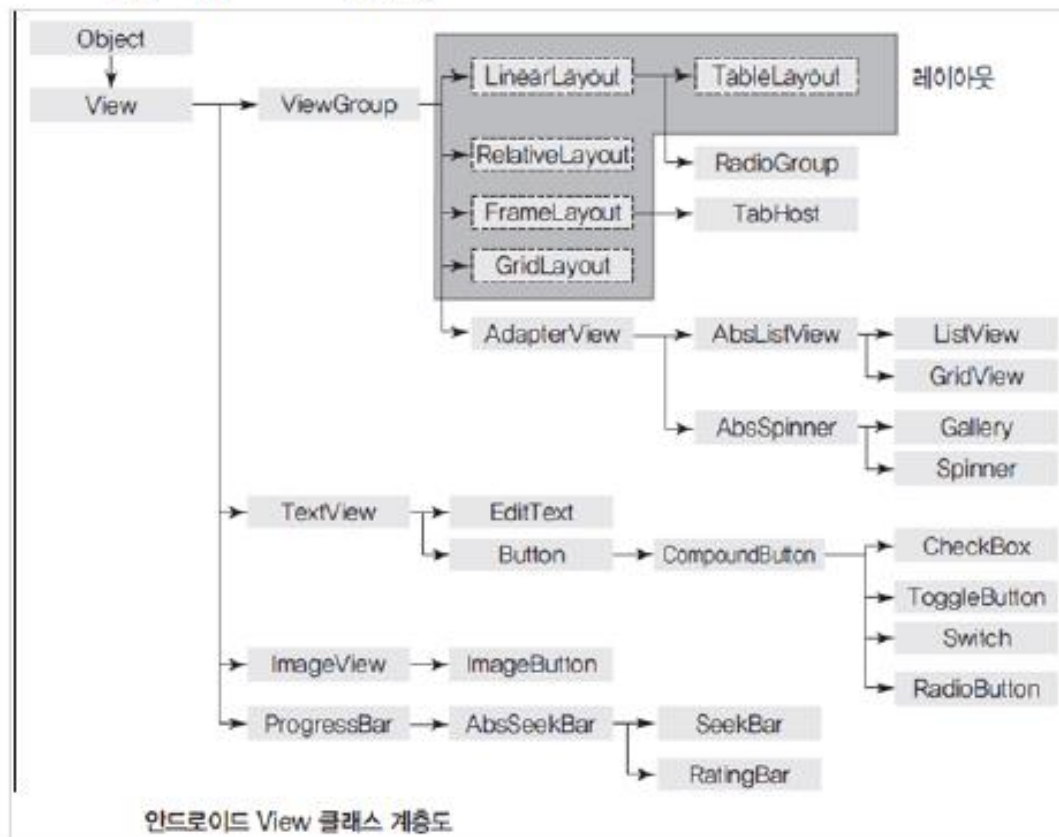 Object
LinearLayout
TableLayout
레이아웃
View
ViewGroup
RelativeLayout
RadioGroup
FrameLayout
TabHost
GridLayout
AdapterView
AbsListView
ListView
GridView
AbsSpinner
Gallery
Spinner
TextView
EditText
Button
CompoundButton
CheckBox
ToggleButton
Switch
RadioButton
ImageView
ImageButton
ProgressBar
AbsSeekBar
SeekBar
RatingBar
안드로이드 View 클래스 계층도